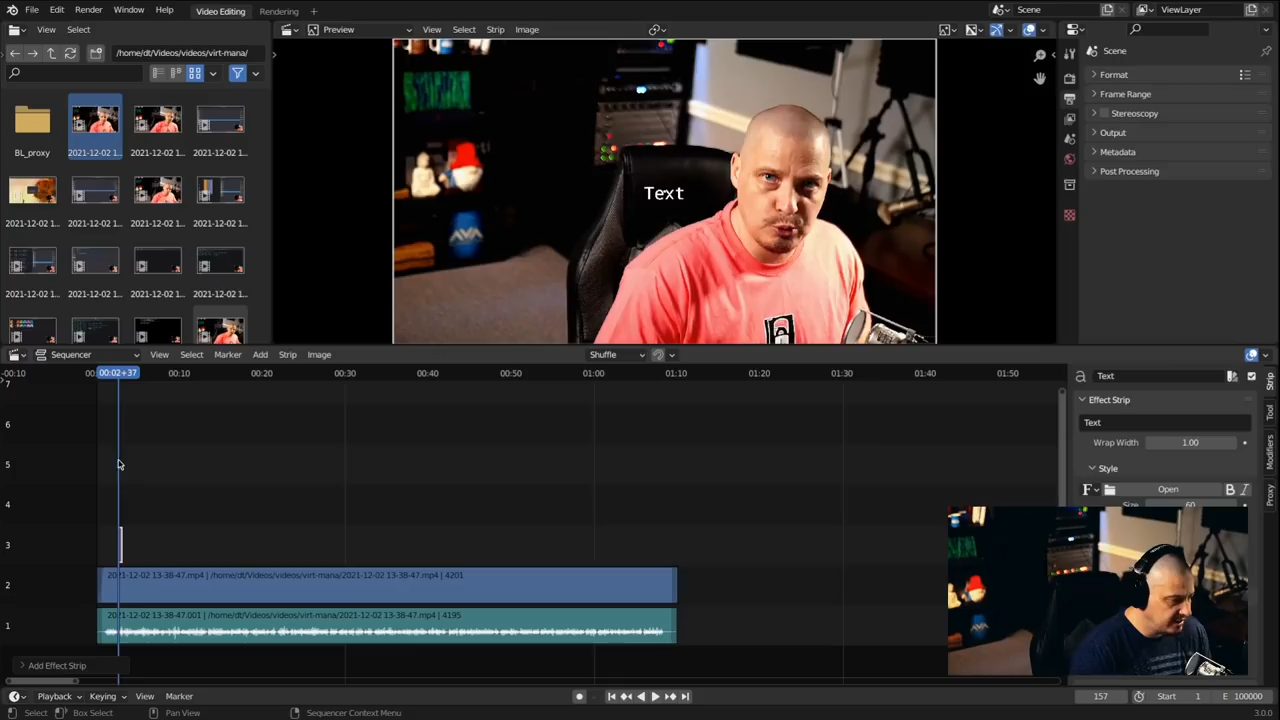 File Edit Render Window Help Video Editing Rendering + Scene ViewLayer
View Select Preview View Select Strip Image
/home/dt/Videos/videos/virt-mana/ Scene
Format
Frame Range
Stereoscopy
Output
Metadata
Post Processing
BL_proxy 2021-12-02 1... 2021-12-02 1... 2021-12-02 1...
2021-12-02 1... 2021-12-02 1... 2021-12-02 1... 2021-12-02 1...
2021-12-02 1... 2021-12-02 1... 2021-12-02 1... 2021-12-02 1...
Text
AVA
Sequencer View Select Marker Add Strip Image Shuffle
-00:10 00:02+37 00:10 00:20 00:30 00:40 00:50 01:00 01:10 01:20 01:30 01:40 01:50
Text
Effect Strip
Text
Wrap Width 1.00
Style
F Open B I
Size 60
Strip
Tool
Modifiers
Proxy
7
6
5
4
3
2 2021-12-02 13-38-47.mp4 | /home/dt/Videos/videos/virt-mana/2021-12-02 13-38-47.mp4 | 4201
1 2021-12-02 13-38-47.001 | /home/dt/Videos/videos/virt-mana/2021-12-02 13-38-47.mp4 | 4195
Add Effect Strip
Playback Keying View Marker 157 Start 1 E 100000
Select Box Select Pan View Sequencer Context Menu 3.0.0